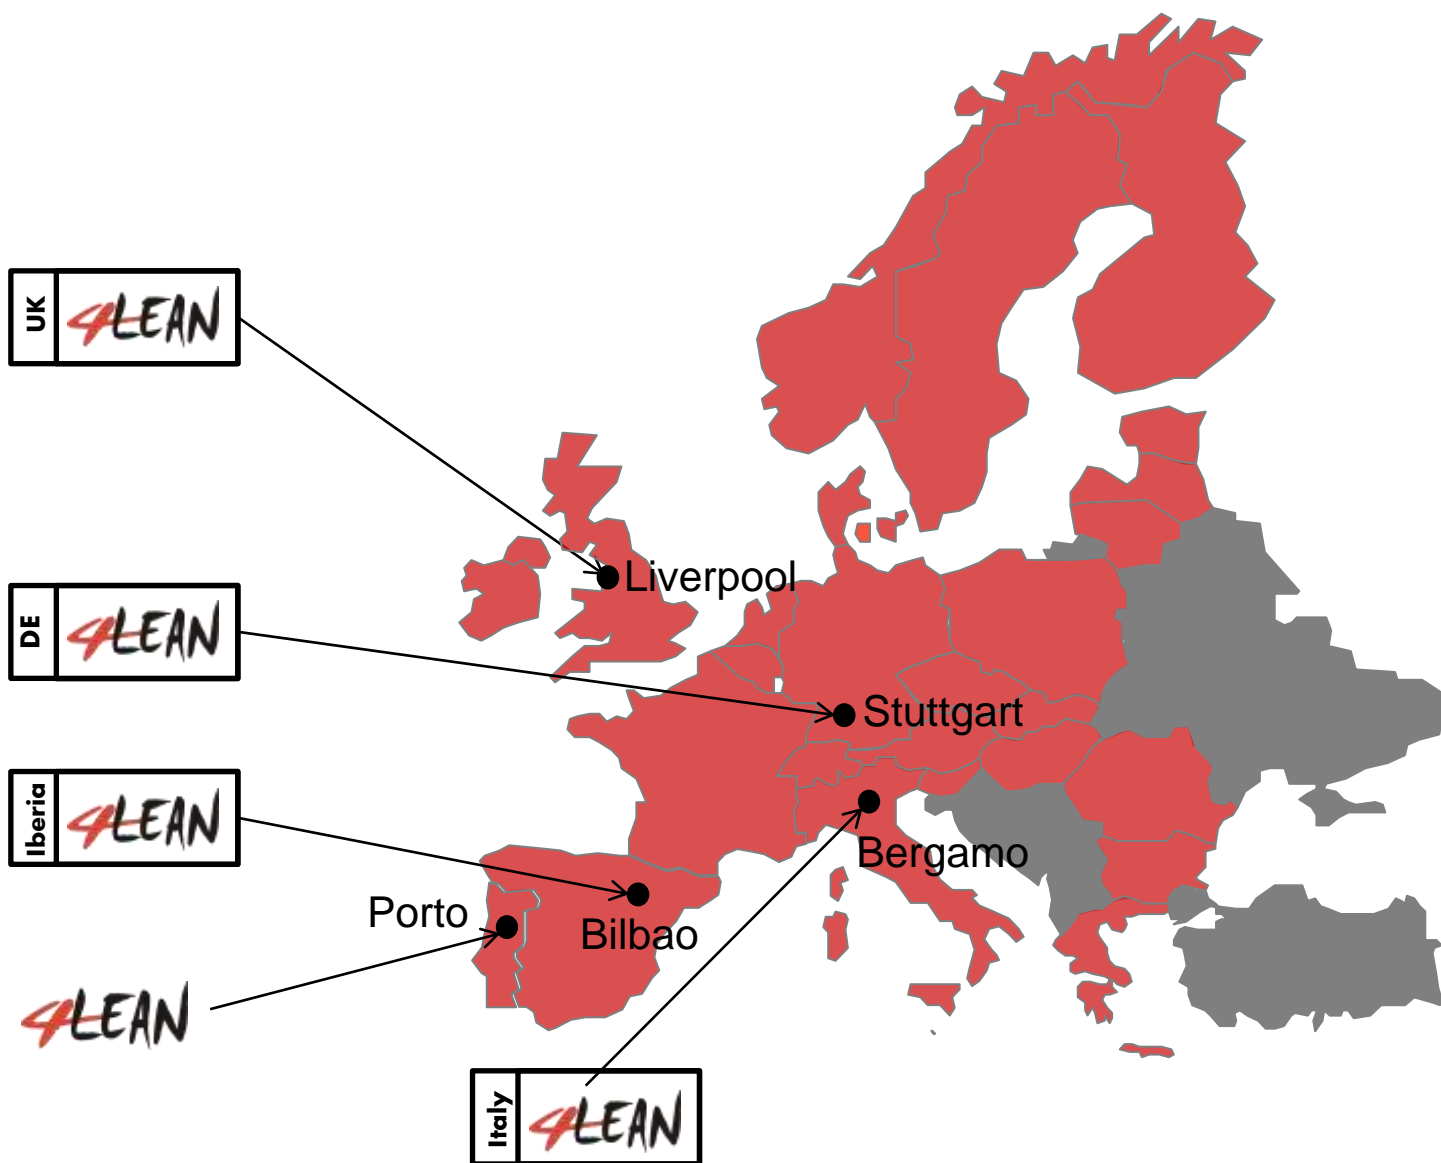 UK
4LEAN
Liverpool
DE
4LEAN
Stuttgart
Iberia
4LEAN
Bergamo
Porto
Bilbao
4LEAN
Italy
4LEAN